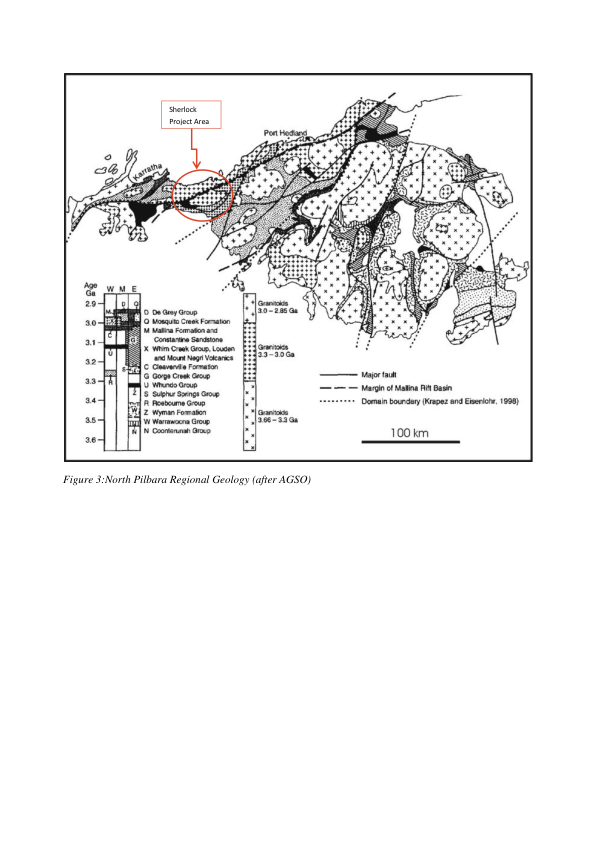 Sherlock
Project Area
Port Hedland
Karratha
Age
Ga
W M E
2.9
3.0
3.1
3.2
3.3
3.4
3.5
3.6
D De Grey Group
Q Mosquito Creek Formation
M Mallina Formation and
Constantine Sandstone
X Whim Creek Group, Louden
and Mount Negri Volcanics
C Cleaverville Formation
G Gorge Creek Group
U Whundo Group
S Sulphur Springs Group
R Roebourne Group
Z Wyman Formation
W Warrawoona Group
N Coonterunah Group
Granitoids
3.0 – 2.85 Ga
Granitoids
3.3 – 3.0 Ga
Granitoids
3.66 – 3.3 Ga
Major fault
Margin of Mallina Rift Basin
Domain boundary (Krapez and Eisenlohr, 1998)
100 km
Figure 3:North Pilbara Regional Geology (after AGSO)